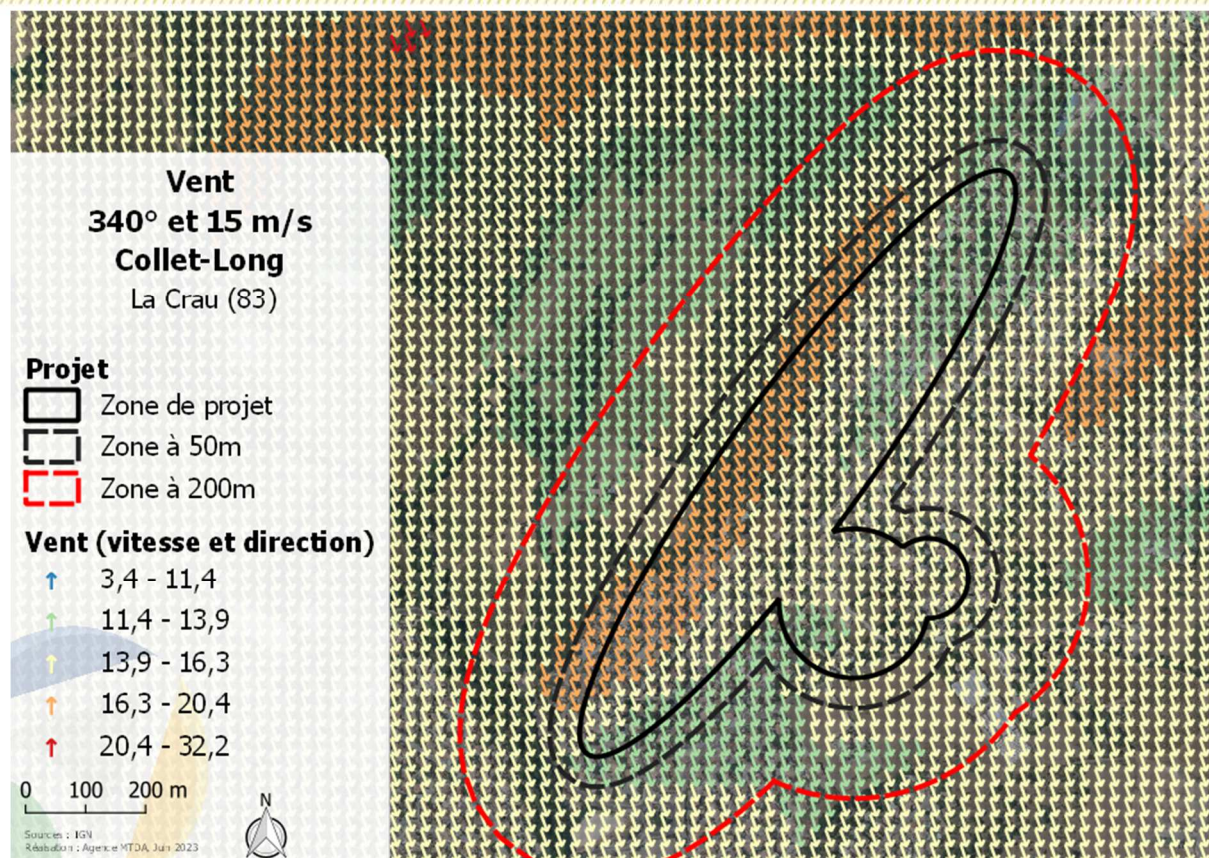 Vent
340° et 15 m/s
Collet-Long
La Crau (83)
Projet
Zone de projet
Zone à 50m
Zone à 200m
Vent (vitesse et direction)
3,4 - 11,4
11,4 - 13,9
13,9 - 16,3
16,3 - 20,4
20,4 - 32,2
0 100 200 m
N
Sources : IGN
Réalisation : Agence MTDA, Juin 2023